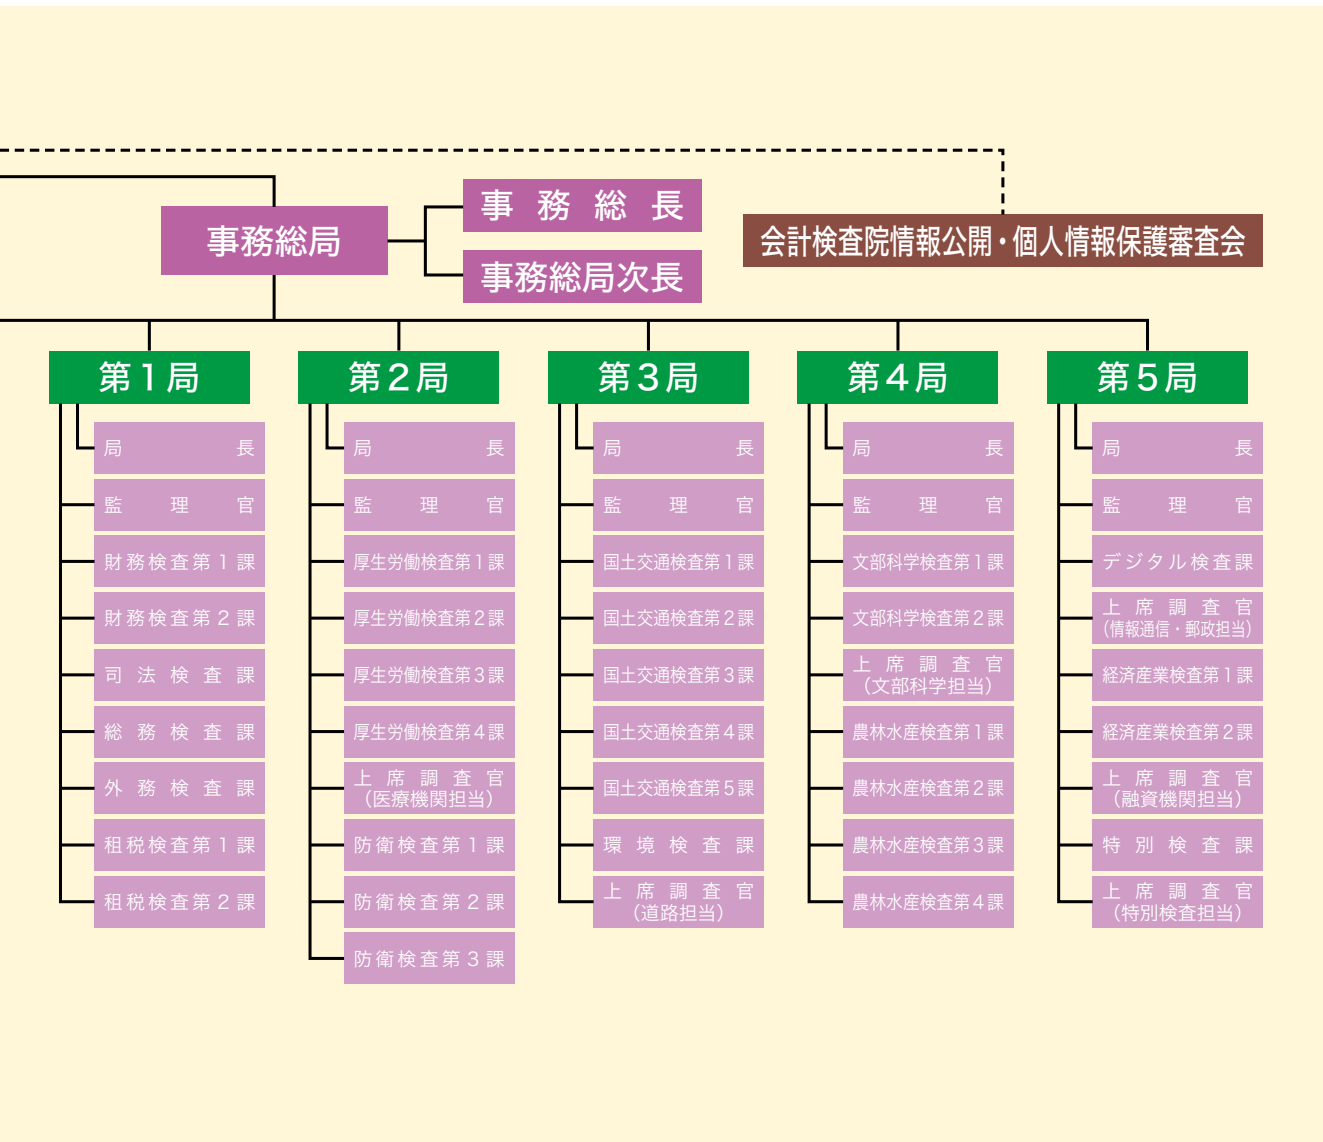 事務総局
事務総長
事務総局次長
会計検査院情報公開・個人情報保護審査会
第1局
局長
監理官
財務検査第1課
財務検査第2課
司法検査課
総務検査課
外務検査課
租税検査第1課
租税検査第2課
第2局
局長
監理官
厚生労働検査第1課
厚生労働検査第2課
厚生労働検査第3課
厚生労働検査第4課
上席調査官
（医療機関担当）
防衛検査第1課
防衛検査第2課
防衛検査第3課
第3局
局長
監理官
国土交通検査第1課
国土交通検査第2課
国土交通検査第3課
国土交通検査第4課
国土交通検査第5課
環境検査課
上席調査官
（道路担当）
第4局
局長
監理官
文部科学検査第1課
文部科学検査第2課
上席調査官
（文部科学担当）
農林水産検査第1課
農林水産検査第2課
農林水産検査第3課
農林水産検査第4課
第5局
局長
監理官
デジタル検査課
上席調査官
（情報通信・郵政担当）
経済産業検査第1課
経済産業検査第2課
上席調査官
（融資機関担当）
特別検査課
上席調査官
（特別検査担当）